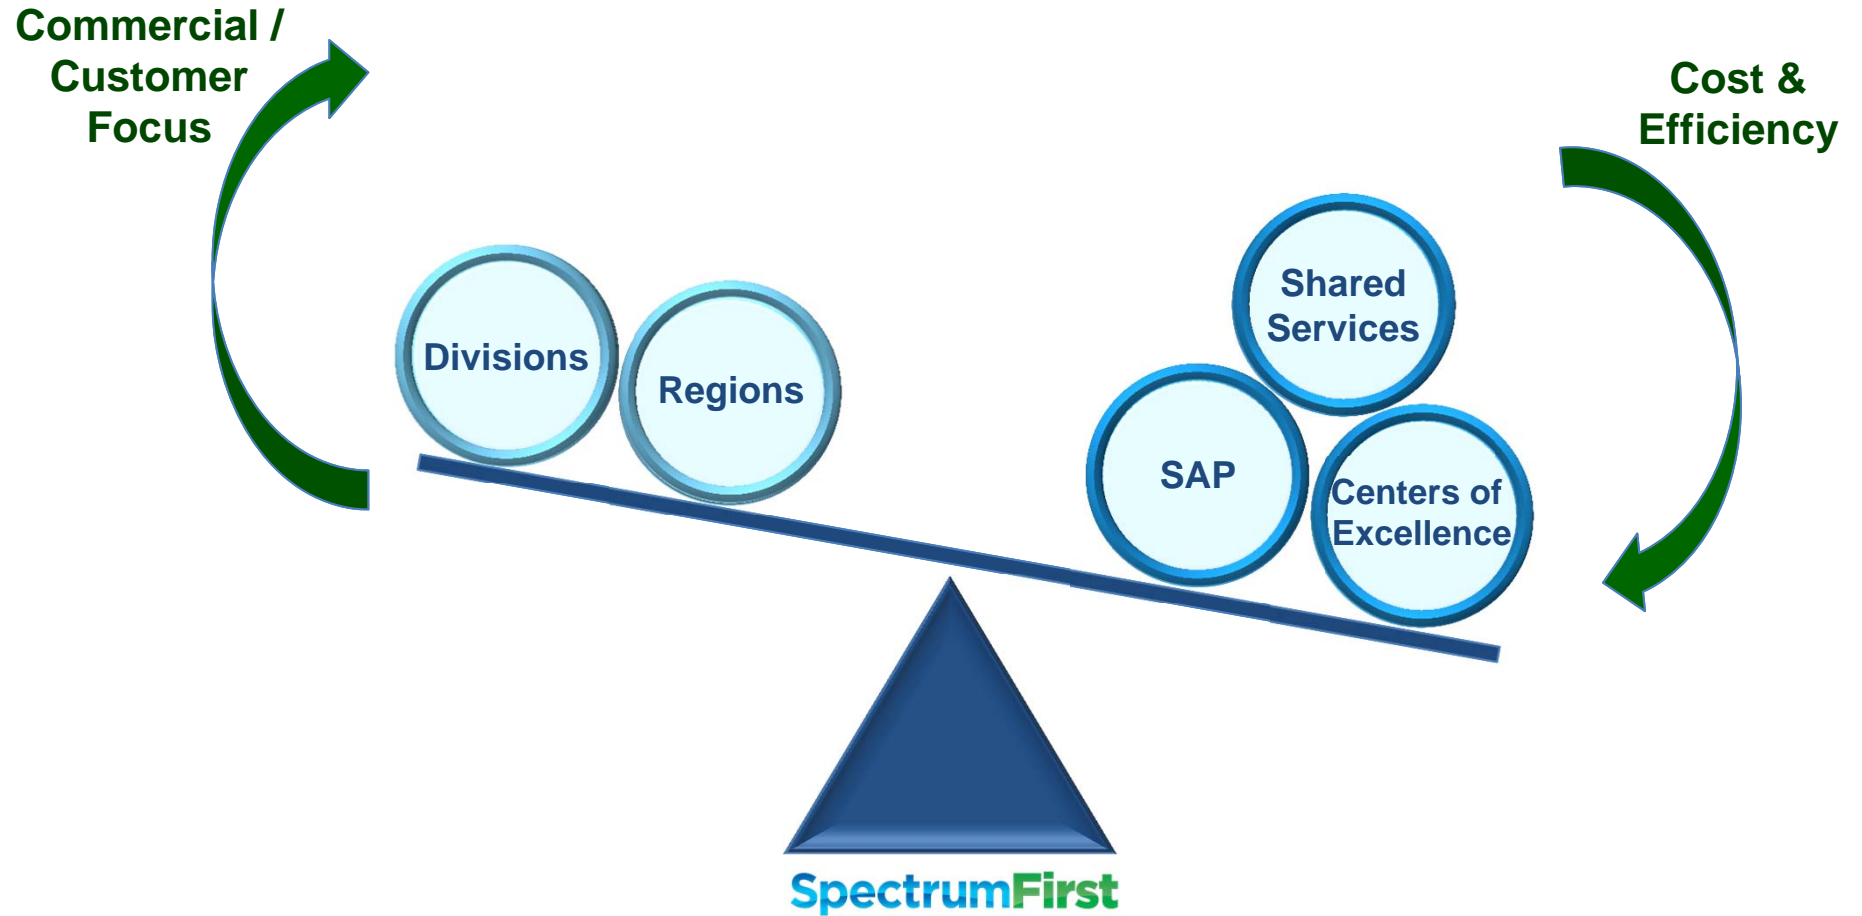 Commercial /
Customer
Focus
Cost &
Efficiency
Divisions
Regions
Shared
Services
SAP
Centers of
Excellence
SpectrumFirst